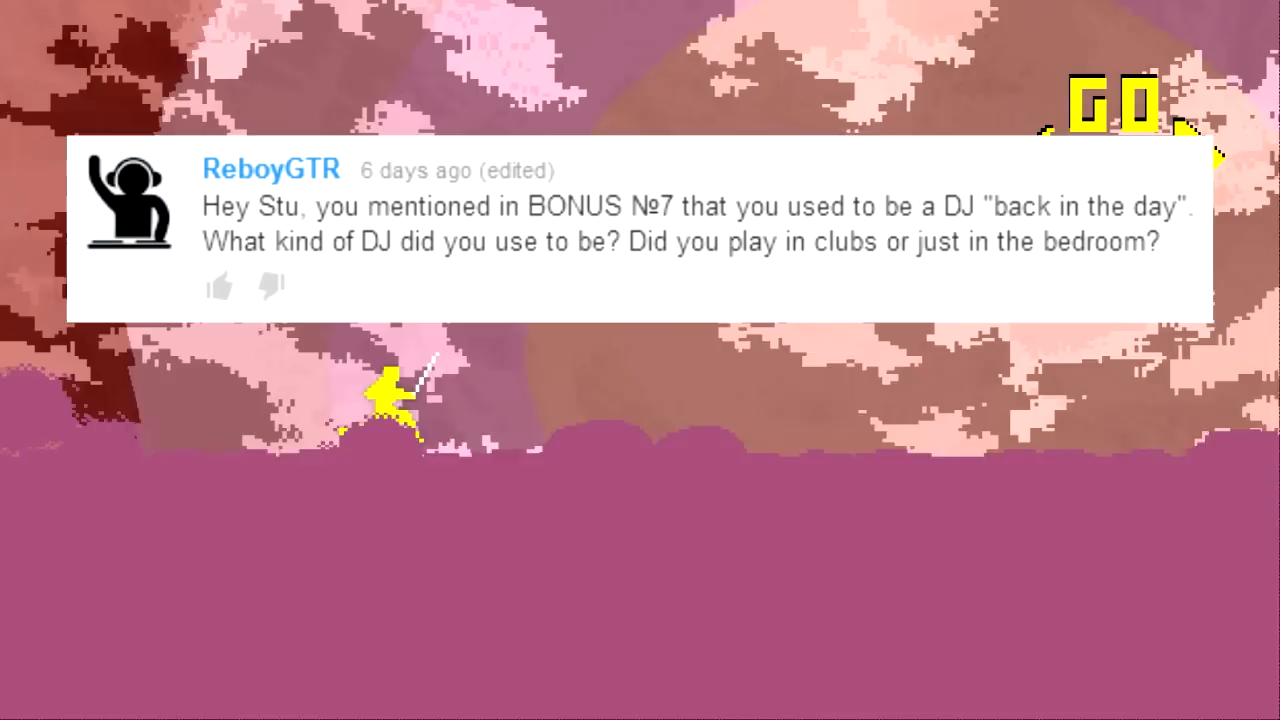 GO
ReboyGTR 6 days ago (edited)
Hey Stu, you mentioned in BONUS №7 that you used to be a DJ "back in the day".
What kind of DJ did you use to be? Did you play in clubs or just in the bedroom?